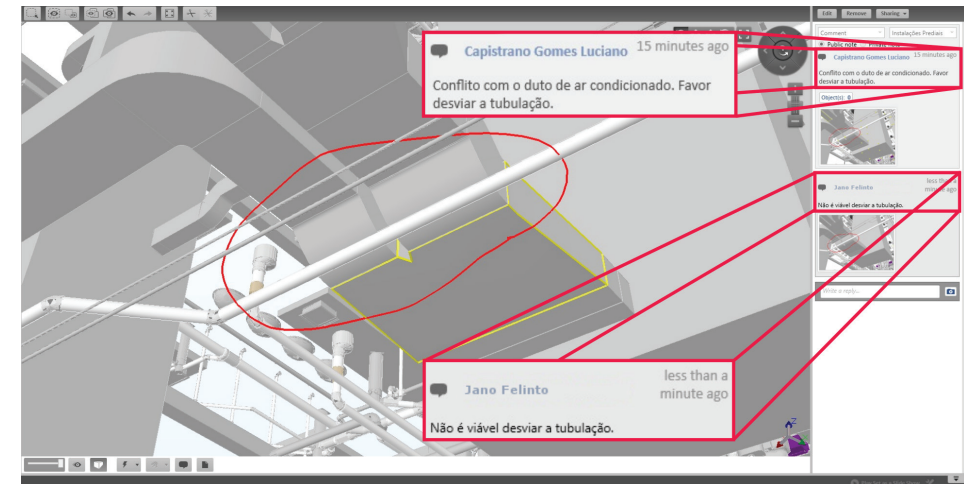 Edit Remove Sharing
Comment Instalações Prediais
Public note
Capistrano Gomes Luciano 15 minutes ago
Conflito com o duto de ar condicionado. Favor
desviar a tubulação.
Capistrano Gomes Luciano 15 minutes ago
Conflito com o duto de ar condicionado. Favor
desviar a tubulação.
Object(s)
Jano Felinto less than a
minute ago
Não é viável desviar a tubulação.
Write a reply...
Jano Felinto less than a
minute ago
Não é viável desviar a tubulação.
Z